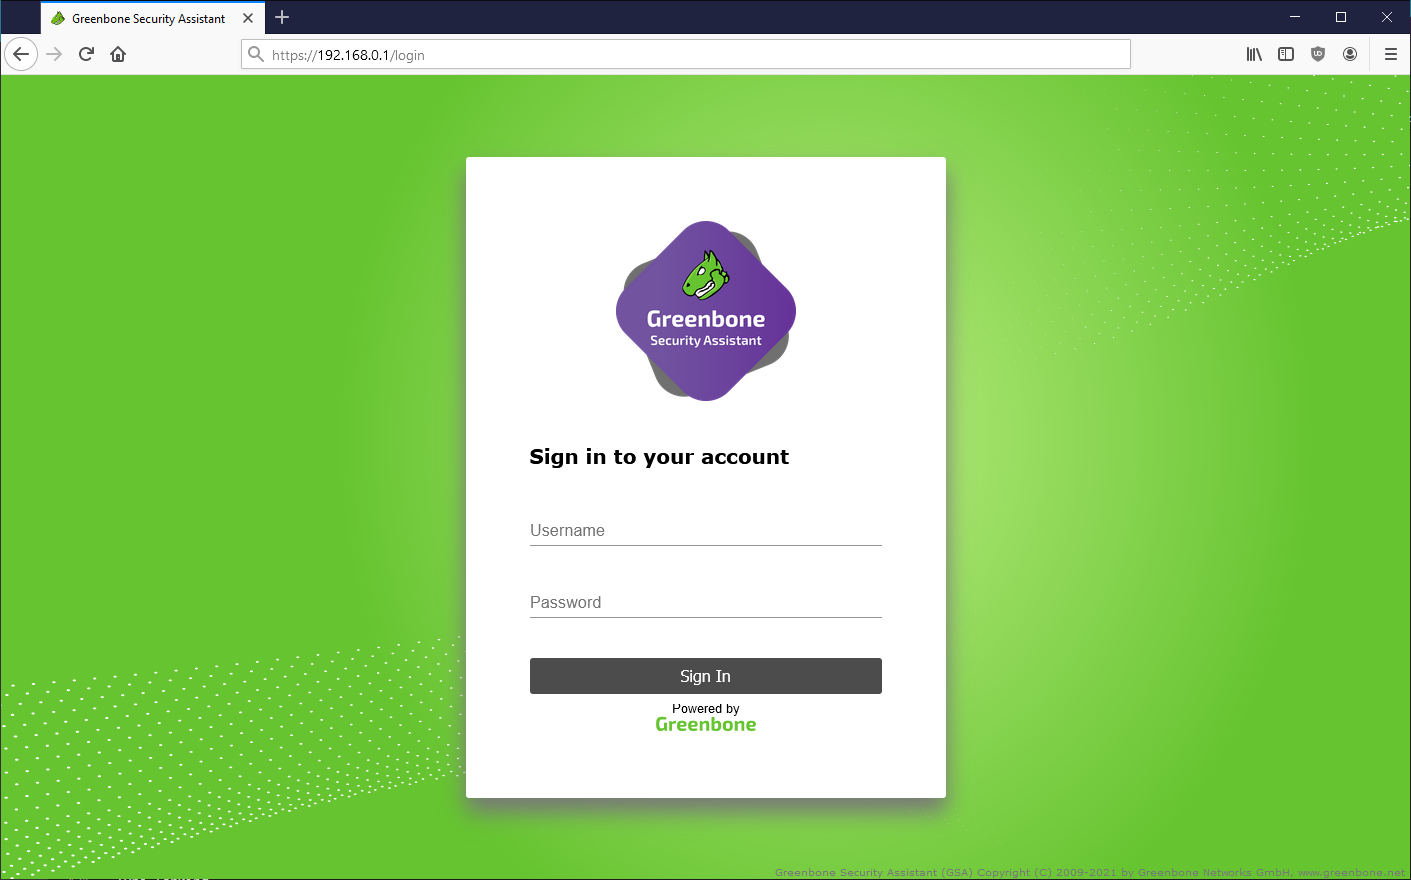 Greenbone Security Assistant
https://192.168.0.1/login
Greenbone
Security Assistant
Sign in to your account
Username
Password
Sign In
Powered by
Greenbone
Greenbone Security Assistant (GSA) Copyright (C) 2009-2021 by Greenbone Networks GmbH, www.greenbone.net